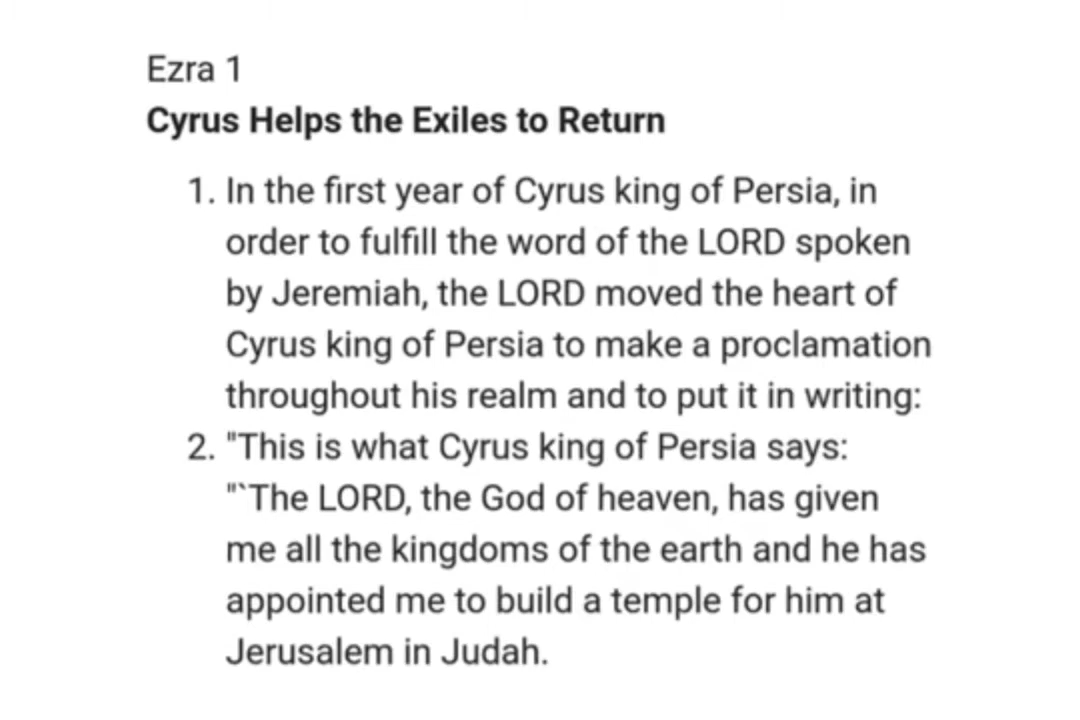 Ezra 1
Cyrus Helps the Exiles to Return
1. In the first year of Cyrus king of Persia, in
order to fulfill the word of the LORD spoken
by Jeremiah, the LORD moved the heart of
Cyrus king of Persia to make a proclamation
throughout his realm and to put it in writing:
2. "This is what Cyrus king of Persia says:
"`The LORD, the God of heaven, has given
me all the kingdoms of the earth and he has
appointed me to build a temple for him at
Jerusalem in Judah.